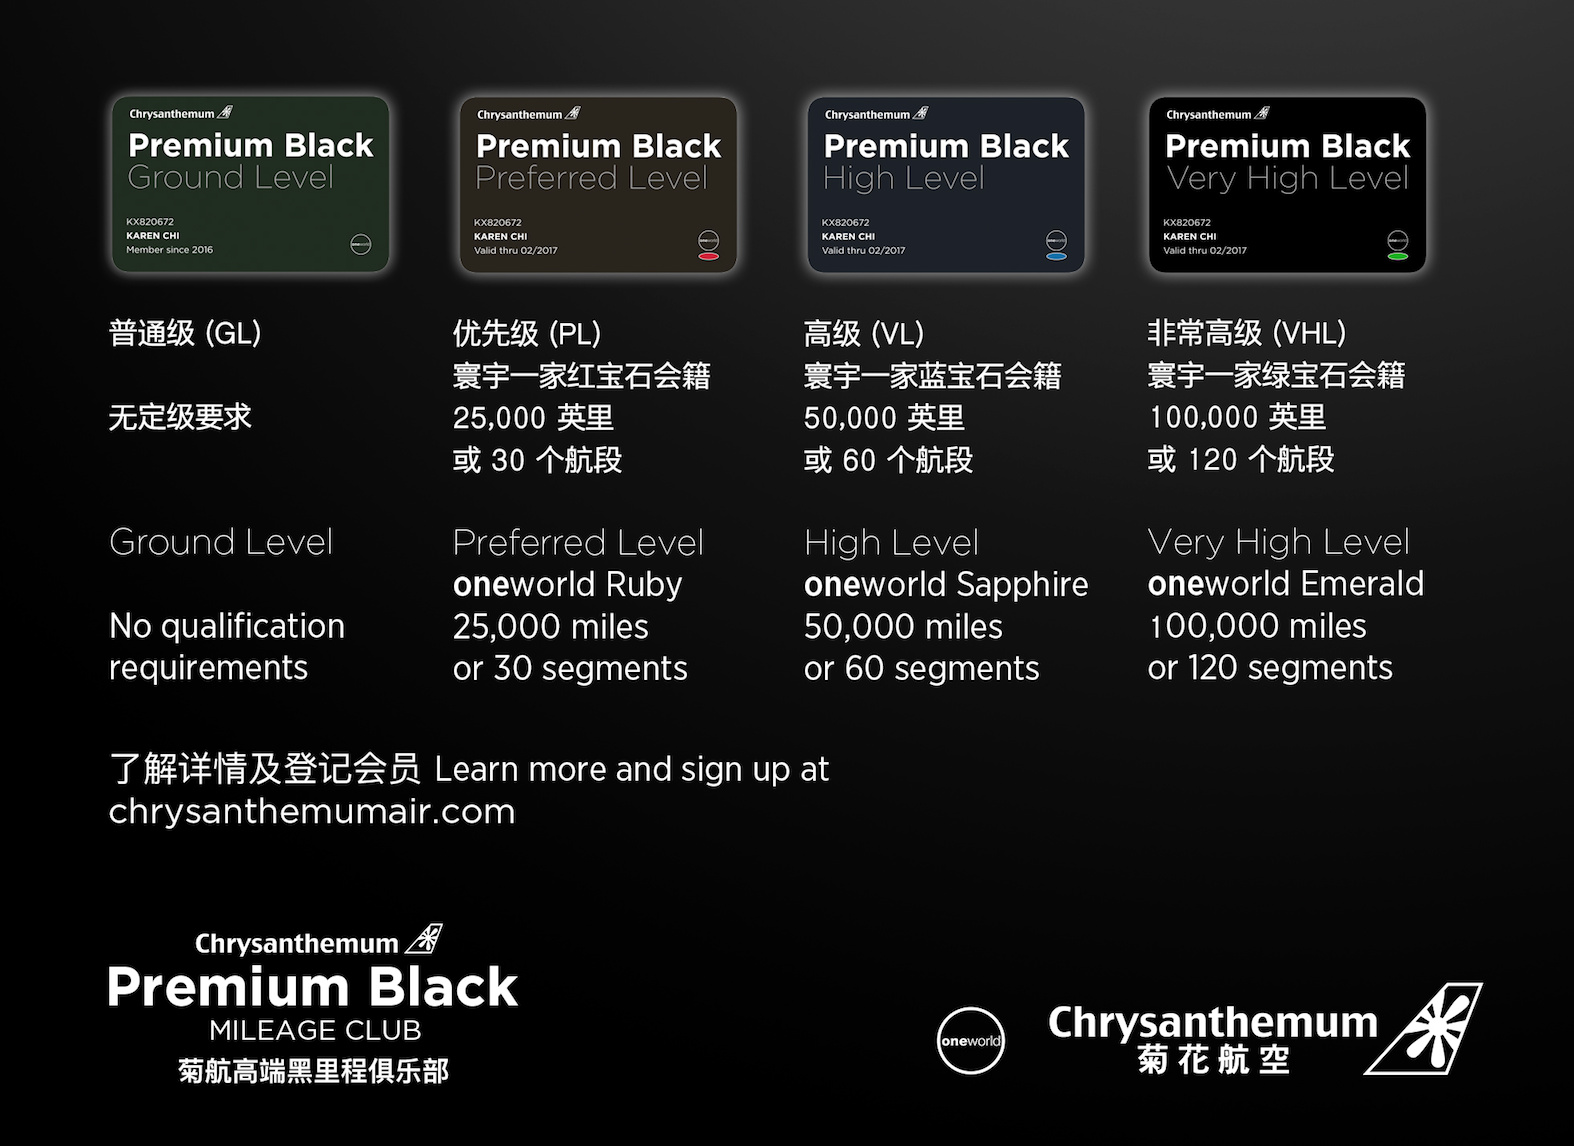 Chrysanthemum
Premium Black
Ground Level
KX820672
KAREN CHI
Member since 2016
oneworld
Chrysanthemum
Premium Black
Preferred Level
KX820672
KAREN CHI
Valid thru 02/2017
oneworld
Chrysanthemum
Premium Black
High Level
KX820672
KAREN CHI
Valid thru 02/2017
oneworld
Chrysanthemum
Premium Black
Very High Level
KX820672
KAREN CHI
Valid thru 02/2017
oneworld
普通级 (GL)
无定级要求
优先级 (PL)
寰宇一家红宝石会籍
25,000 英里
或 30 个航段
高级 (VL)
寰宇一家蓝宝石会籍
50,000 英里
或 60 个航段
非常高级 (VHL)
寰宇一家绿宝石会籍
100,000 英里
或 120 个航段
Ground Level
No qualification
requirements
Preferred Level
oneworld Ruby
25,000 miles
or 30 segments
High Level
oneworld Sapphire
50,000 miles
or 60 segments
Very High Level
oneworld Emerald
100,000 miles
or 120 segments
了解详情及登记会员 Learn more and sign up at
chrysanthemumair.com
Chrysanthemum
Premium Black
MILEAGE CLUB
菊航高端黑里程俱乐部
oneworld
Chrysanthemum
菊花航空